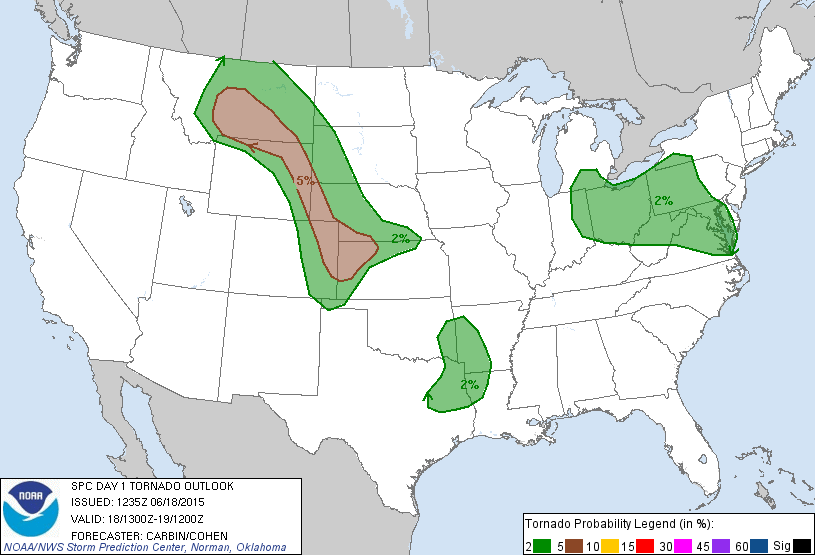 5%
2%
2%
2%
NOAA
SPC DAY 1 TORNADO OUTLOOK
ISSUED: 1235Z 06/18/2015
VALID: 18/1300Z-19/1200Z
FORECASTER: CARBIN/COHEN
NOAA/NWS Storm Prediction Center, Norman, Oklahoma
Tornado Probability Legend (in %):
2 5 10 15 30 45 60 Sig